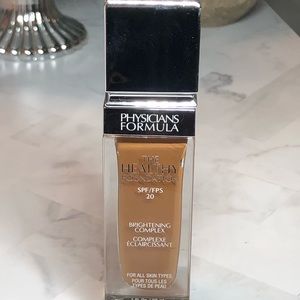 PHYSICIANS
FORMULA
THE
HEALTHY
FOUNDATION
SPF/FPS
20
BRIGHTENING
COMPLEX
COMPLEXE
ÉCLAIRCISSANT
FOR ALL SKIN TYPES
POUR TOUS LES
TYPES DE PEAU